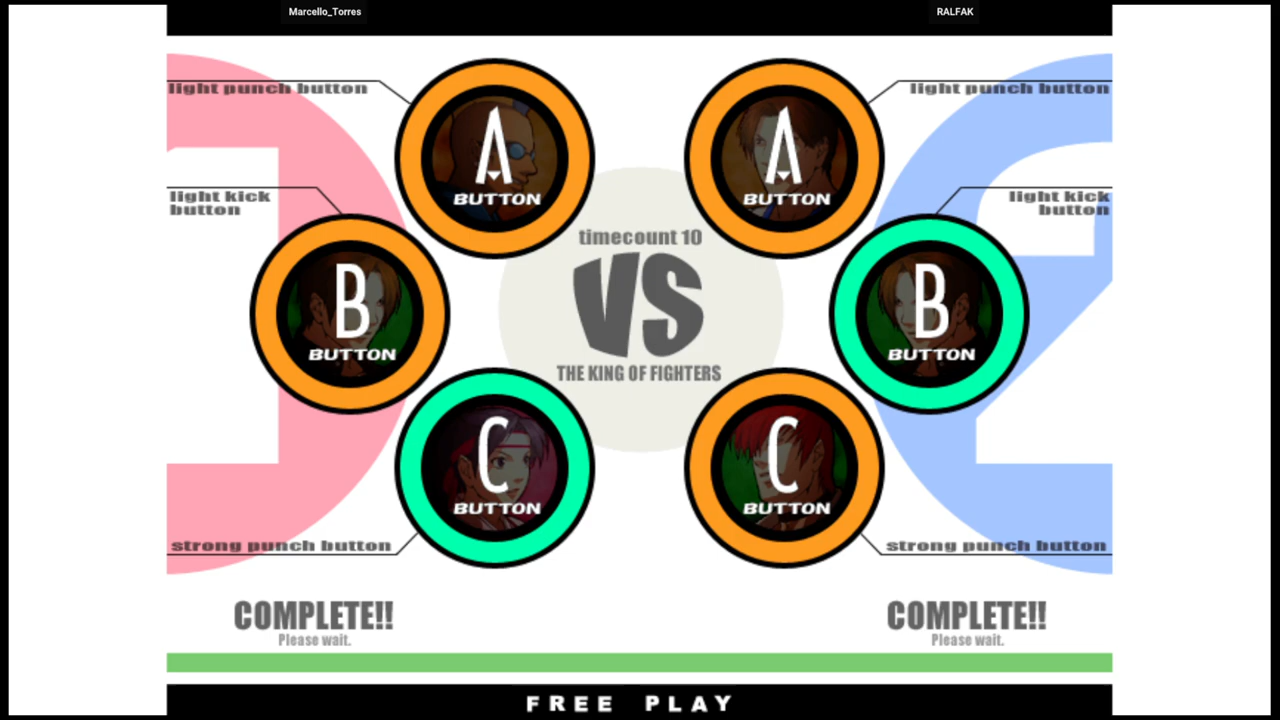 Marcello_Torres
RALFAK
light punch button
A
BUTTON
A
BUTTON
light punch button
light kick
button
B
BUTTON
timecount 10
VS
THE KING OF FIGHTERS
light kick
button
B
BUTTON
C
BUTTON
C
BUTTON
strong punch button
strong punch button
COMPLETE!!
Please wait.
COMPLETE!!
Please wait.
FREE PLAY
1
2